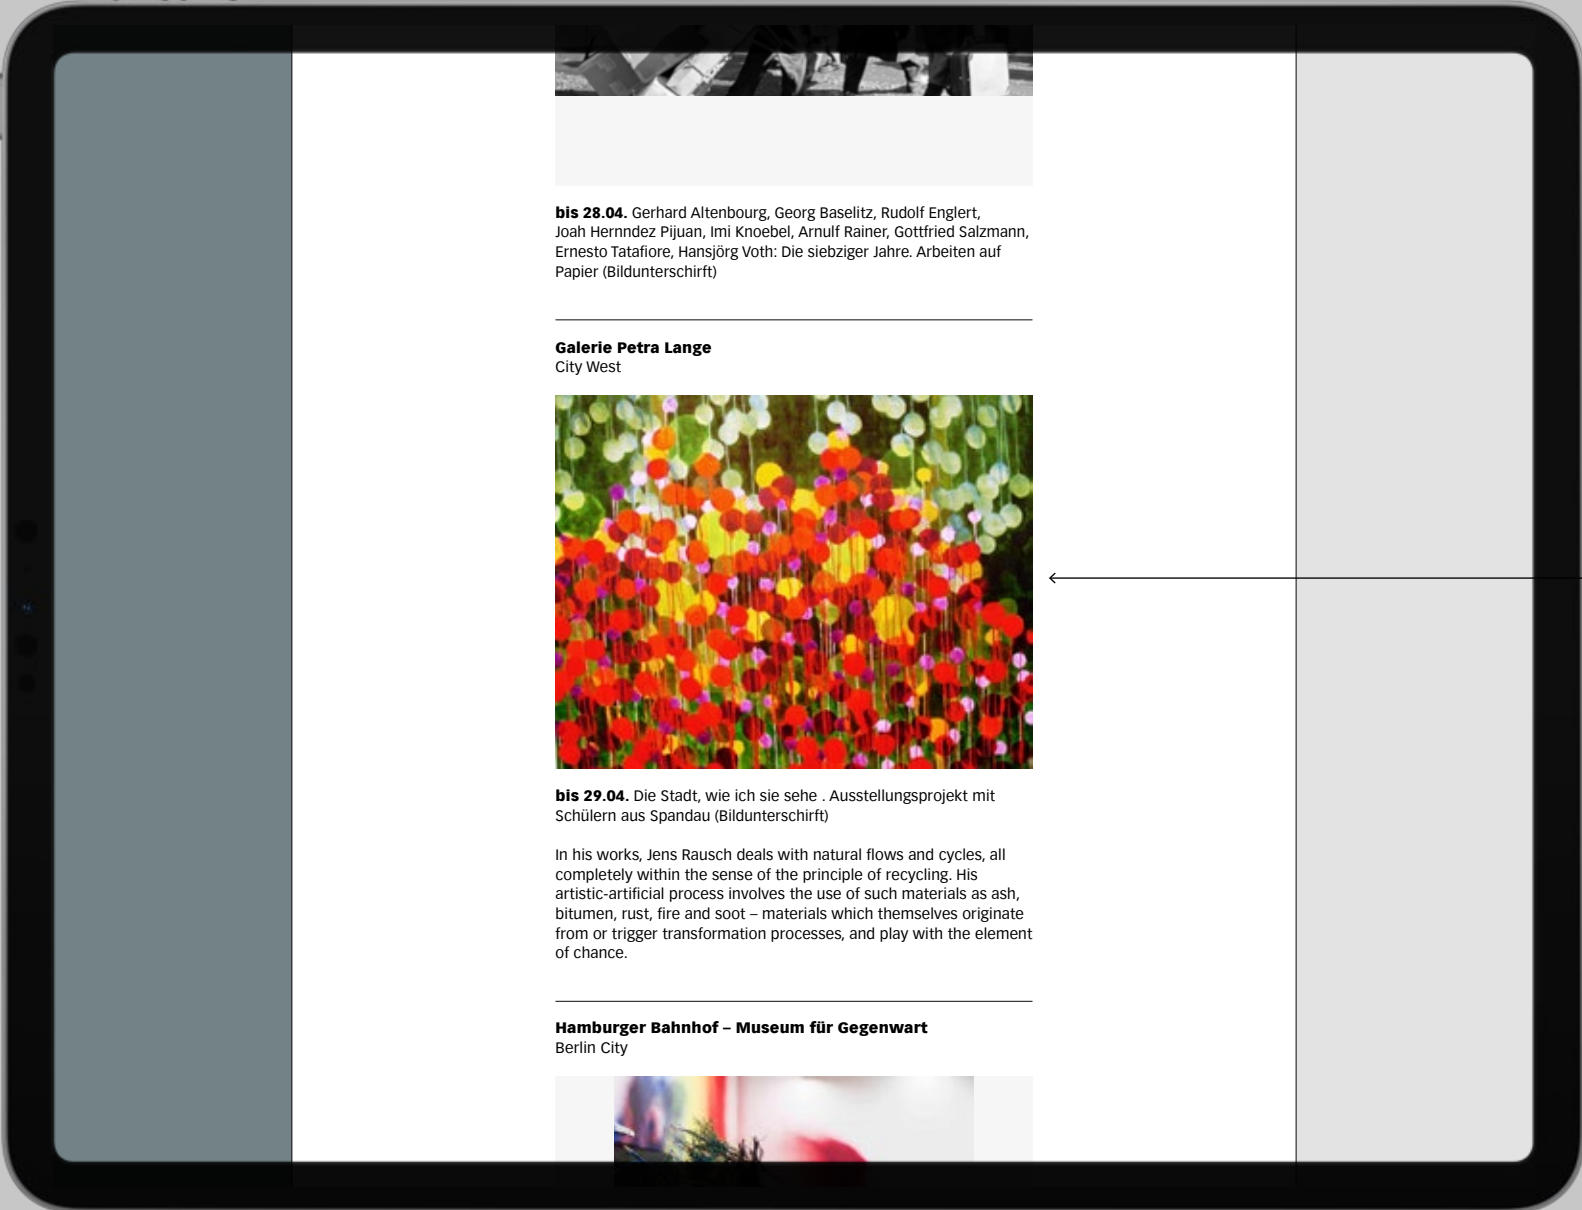 bis 28.04. Gerhard Altenbourg, Georg Baselitz, Rudolf Englert,
Joah Hernndez Pijuan, Imi Knoebel, Arnulf Rainer, Gottfried Salzmann,
Ernesto Tatafiore, Hansjörg Voth: Die siebziger Jahre. Arbeiten auf
Papier (Bildunterschirft)
Galerie Petra Lange
City West
bis 29.04. Die Stadt, wie ich sie sehe . Ausstellungsprojekt mit
Schülern aus Spandau (Bildunterschirft)
In his works, Jens Rausch deals with natural flows and cycles, all
completely within the sense of the principle of recycling. His
artistic-artificial process involves the use of such materials as ash,
bitumen, rust, fire and soot – materials which themselves originate
from or trigger transformation processes, and play with the element
of chance.
Hamburger Bahnhof – Museum für Gegenwart
Berlin City